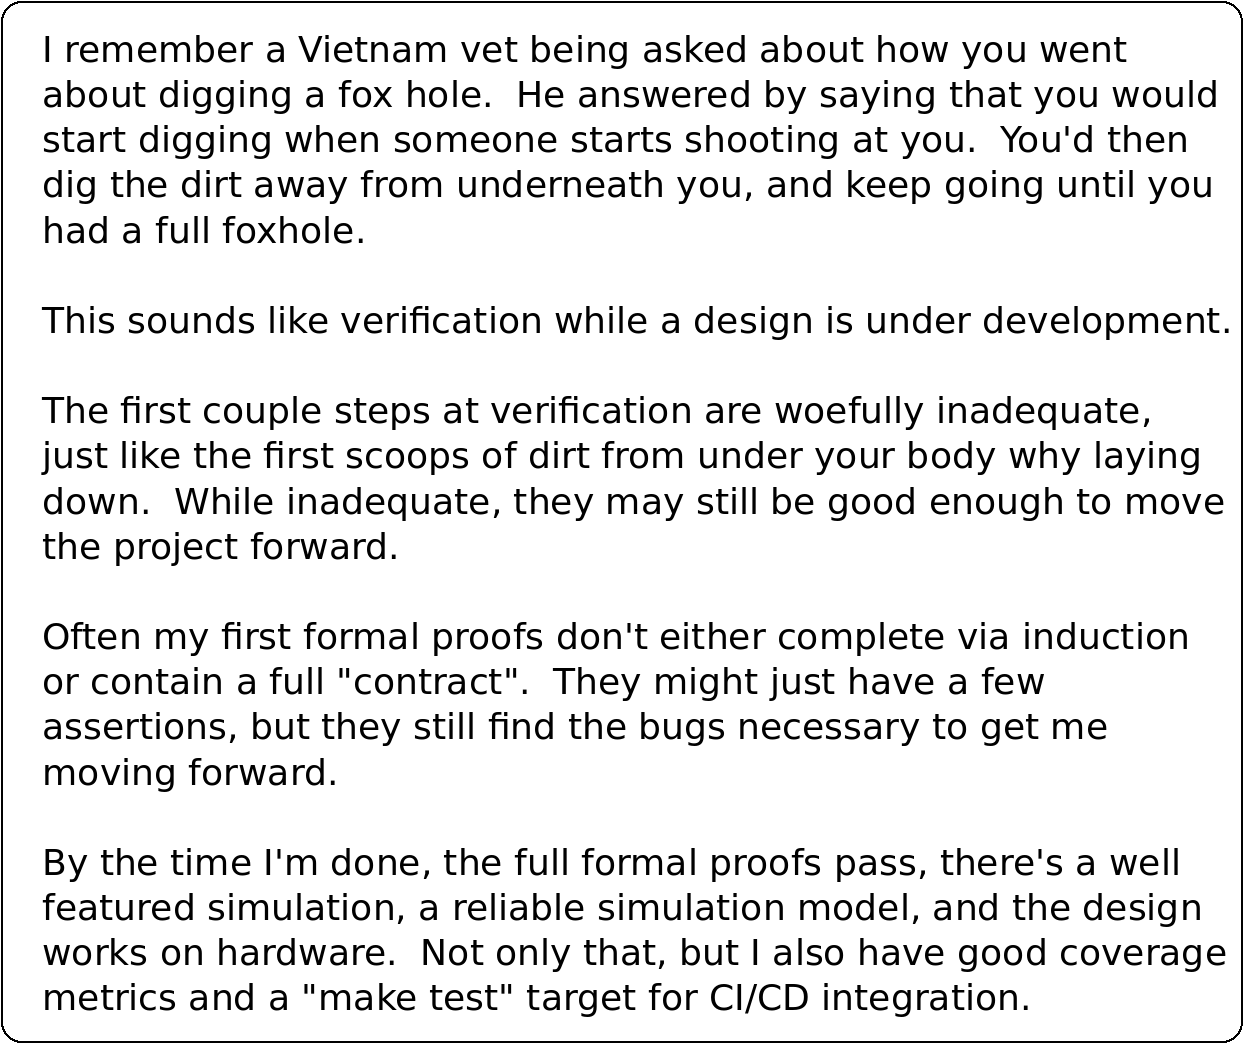 I remember a Vietnam vet being asked about how you went
about digging a fox hole.  He answered by saying that you would
start digging when someone starts shooting at you.  You'd then
dig the dirt away from underneath you, and keep going until you
had a full foxhole.
This sounds like verification while a design is under development.
The first couple steps at verification are woefully inadequate,
just like the first scoops of dirt from under your body why laying
down.  While inadequate, they may still be good enough to move
the project forward.
Often my first formal proofs don't either complete via induction
or contain a full "contract".  They might just have a few
assertions, but they still find the bugs necessary to get me
moving forward.
By the time I'm done, the full formal proofs pass, there's a well
featured simulation, a reliable simulation model, and the design
works on hardware.  Not only that, but I also have good coverage
metrics and a "make test" target for CI/CD integration.